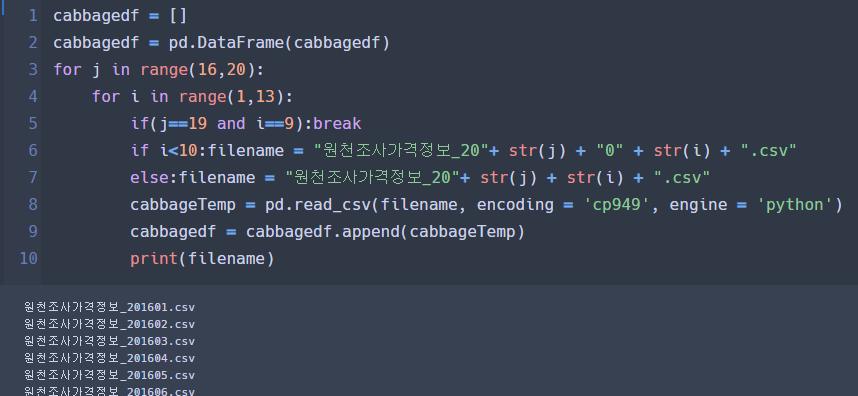 1 cabbagedf = []
2 cabbagedf = pd.DataFrame(cabbagedf)
3 for j in range(16,20):
4     for i in range(1,13):
5         if(j==19 and i==9):break
6         if i<10:filename = "원천조사가격정보_20"+ str(j) + "0" + str(i) + ".csv"
7         else:filename = "원천조사가격정보_20"+ str(j) + str(i) + ".csv"
8         cabbageTemp = pd.read_csv(filename, encoding = 'cp949', engine = 'python')
9         cabbagedf = cabbagedf.append(cabbageTemp)
10         print(filename)
원천조사가격정보_201601.csv
원천조사가격정보_201602.csv
원천조사가격정보_201603.csv
원천조사가격정보_201604.csv
원천조사가격정보_201605.csv
원천조사가격정보_201606.csv